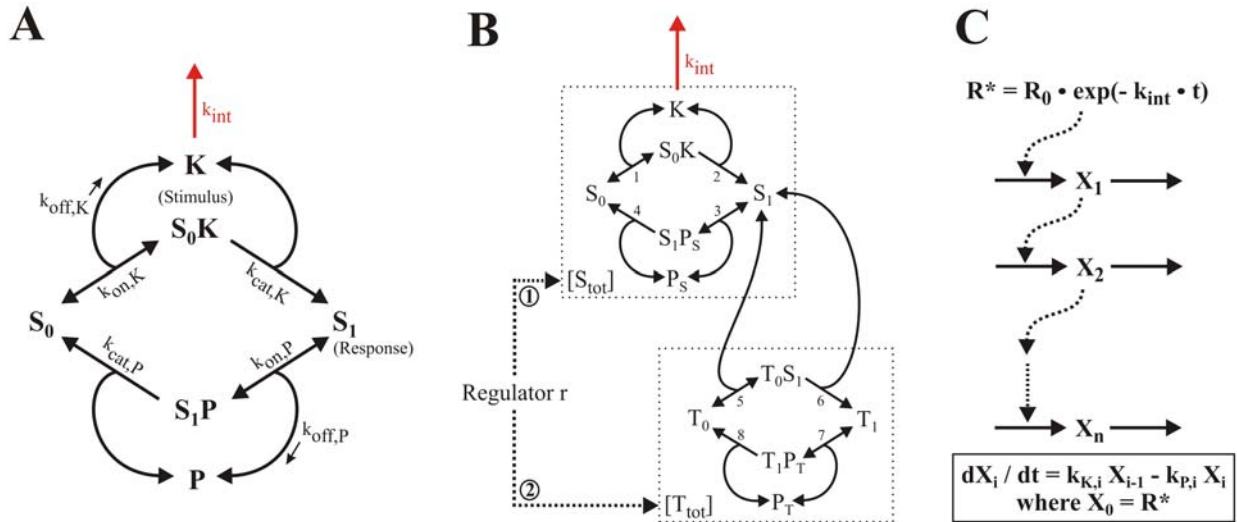 A
k_int
K
(Stimulus)
k_off,K
S_0K
k_on,K
k_cat,K
S_0
S_1
(Response)
k_cat,P
k_on,P
S_1P
k_off,P
P
B
k_int
K
S_0K
1
2
S_0
S_1
4
3
S_1P_S
P_S
[S_tot]
①
Regulator r
T_0S_1
5
6
T_0
T_1
8
7
T_1P_T
P_T
②
[T_tot]
C
R* = R_0 • exp(- k_int • t)
X_1
X_2
X_n
dX_i / dt = k_K,i X_i-1 - k_P,i X_i
where X_0 = R*